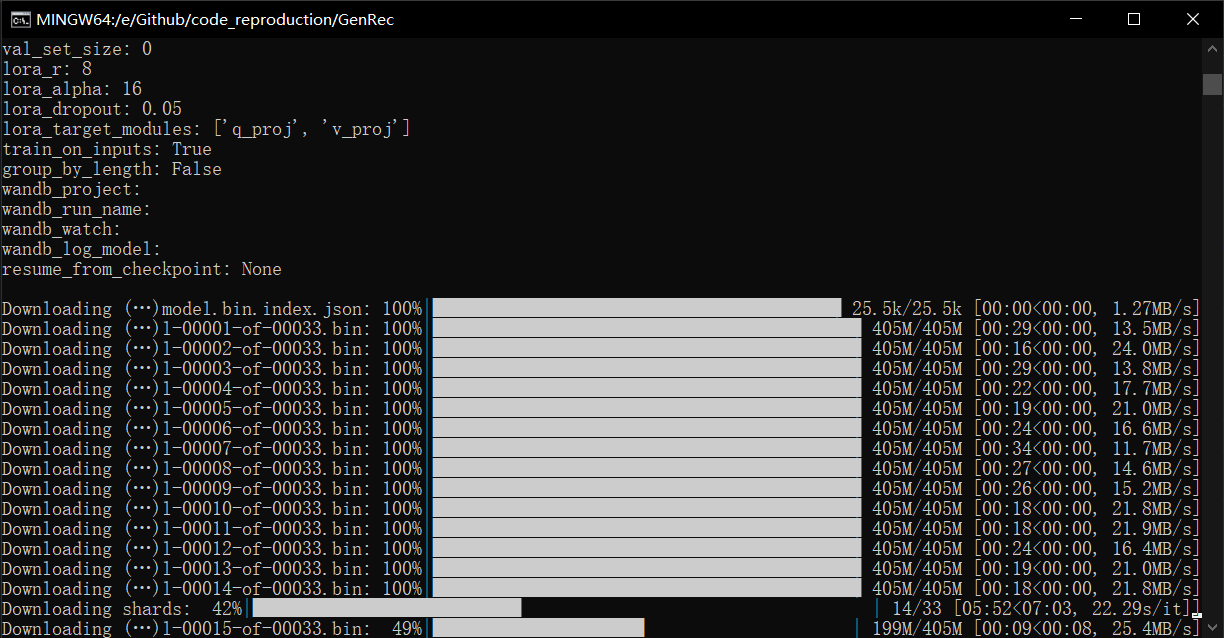 MINGW64:/e/Github/code_reproduction/GenRec
val_set_size: 0
lora_r: 8
lora_alpha: 16
lora_dropout: 0.05
lora_target_modules: ['q_proj', 'v_proj']
train_on_inputs: True
group_by_length: False
wandb_project:
wandb_run_name:
wandb_watch:
wandb_log_model:
resume_from_checkpoint: None
Downloading (…)model.bin.index.json: 100%| 25.5k/25.5k [00:00<00:00, 1.27MB/s]
Downloading (…)l-00001-of-00033.bin: 100%| 405M/405M [00:29<00:00, 13.5MB/s]
Downloading (…)l-00002-of-00033.bin: 100%| 405M/405M [00:16<00:00, 24.0MB/s]
Downloading (…)l-00003-of-00033.bin: 100%| 405M/405M [00:29<00:00, 13.8MB/s]
Downloading (…)l-00004-of-00033.bin: 100%| 405M/405M [00:22<00:00, 17.7MB/s]
Downloading (…)l-00005-of-00033.bin: 100%| 405M/405M [00:19<00:00, 21.0MB/s]
Downloading (…)l-00006-of-00033.bin: 100%| 405M/405M [00:24<00:00, 16.6MB/s]
Downloading (…)l-00007-of-00033.bin: 100%| 405M/405M [00:34<00:00, 11.7MB/s]
Downloading (…)l-00008-of-00033.bin: 100%| 405M/405M [00:27<00:00, 14.6MB/s]
Downloading (…)l-00009-of-00033.bin: 100%| 405M/405M [00:26<00:00, 15.2MB/s]
Downloading (…)l-00010-of-00033.bin: 100%| 405M/405M [00:18<00:00, 21.8MB/s]
Downloading (…)l-00011-of-00033.bin: 100%| 405M/405M [00:18<00:00, 21.9MB/s]
Downloading (…)l-00012-of-00033.bin: 100%| 405M/405M [00:24<00:00, 16.4MB/s]
Downloading (…)l-00013-of-00033.bin: 100%| 405M/405M [00:19<00:00, 21.0MB/s]
Downloading (…)l-00014-of-00033.bin: 100%| 405M/405M [00:18<00:00, 21.8MB/s]
Downloading shards: 42%| | 14/33 [05:52<07:03, 22.29s/it]]
Downloading (…)l-00015-of-00033.bin: 49%| | 199M/405M [00:09<00:08, 25.4MB/s]